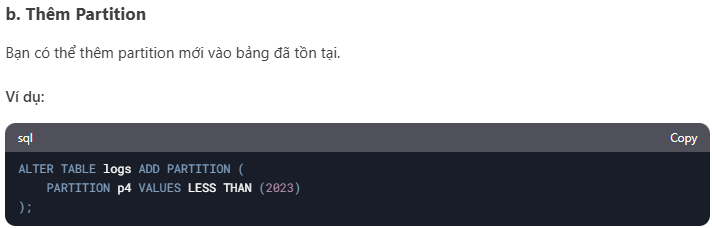 b. Thêm Partition
Bạn có thể thêm partition mới vào bảng đã tồn tại.
Ví dụ:
sql Copy
ALTER TABLE logs ADD PARTITION (
    PARTITION p4 VALUES LESS THAN (2023)
);